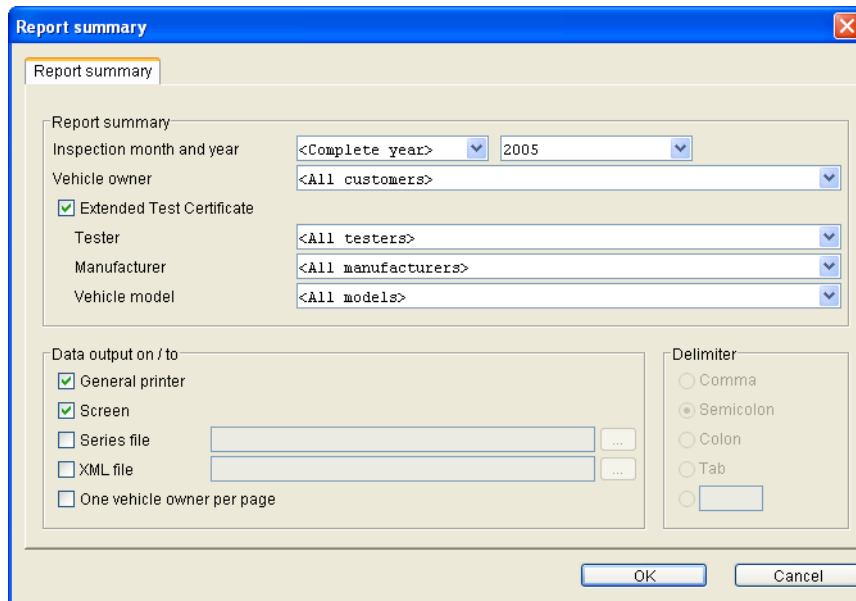 Report summary
Report summary
Report summary
Inspection month and year <Complete year> 2005
Vehicle owner <All customers>
Extended Test Certificate
Tester <All testers>
Manufacturer <All manufacturers>
Vehicle model <All models>
Data output on / to
General printer
Screen
Series file ...
XML file ...
One vehicle owner per page
Delimiter
Comma
Semicolon
Colon
Tab
OK Cancel